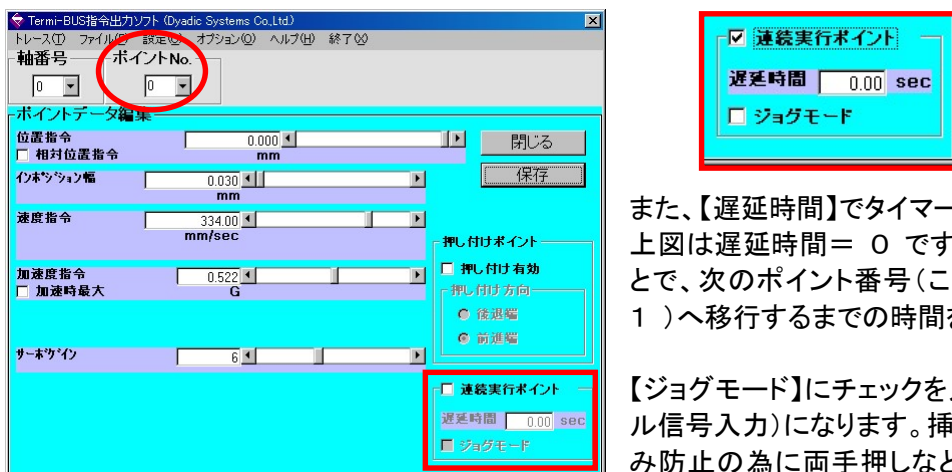 Termi-BUS指令出力ソフト (Dyadic Systems Co.,Ltd.)
トレース(T) ファイル(F) 設定(C) オプション(O) ヘルプ(H) 終了(X)
軸番号
ポイントNo.
0
0
ポイントデータ編集
位置指令
0.000
相対位置指令
mm
閉じる
インポジション幅
0.030
mm
保存
速度指令
334.00
mm/sec
加速度指令
0.522
加速時最大
G
サーボゲイン
6
押し付けポイント
押し付け有効
押し付け方向
後退端
前進端
連続実行ポイント
遅延時間 0.00 sec
ジョグモード
連続実行ポイント
遅延時間 0.00 sec
ジョグモード
また、【遅延時間】でタイマー
上図は遅延時間＝ 0 です
とで、次のポイント番号(こ
1 )へ移行するまでの時間
【ジョグモード】にチェックを
ル信号入力)になります。挿
み防止の為に両手押しなど